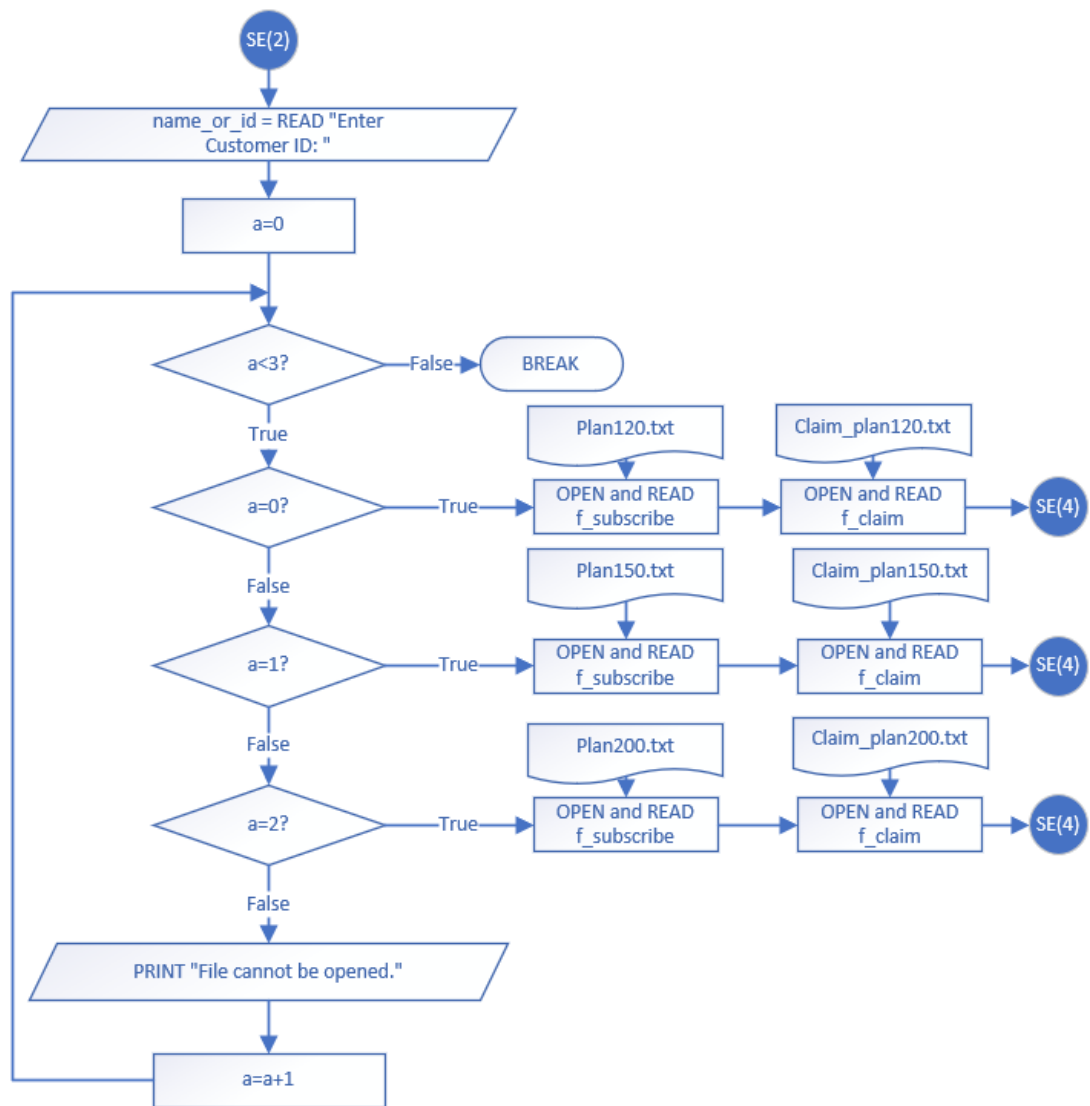 SE(2)
name_or_id = READ "Enter
Customer ID: "
a=0
a<3?
False
BREAK
True
Plan120.txt
Claim_plan120.txt
a=0?
True
OPEN and READ
f_subscribe
OPEN and READ
f_claim
SE(4)
False
Plan150.txt
Claim_plan150.txt
a=1?
True
OPEN and READ
f_subscribe
OPEN and READ
f_claim
SE(4)
False
Plan200.txt
Claim_plan200.txt
a=2?
True
OPEN and READ
f_subscribe
OPEN and READ
f_claim
SE(4)
False
PRINT "File cannot be opened."
a=a+1